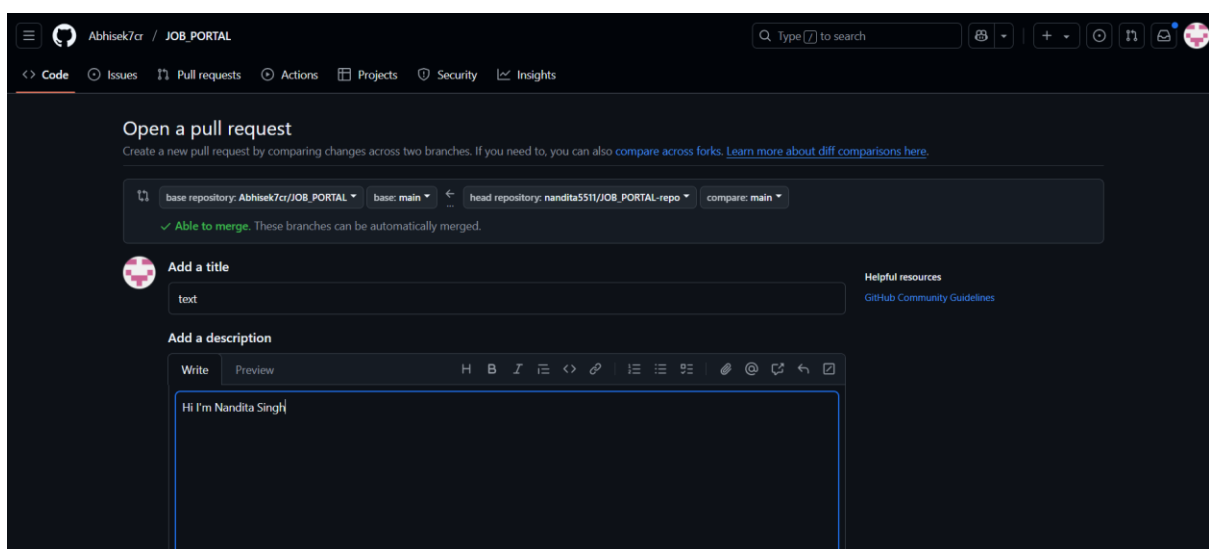 Abhisek7cr / JOB_PORTAL
Type / to search
Code Issues Pull requests Actions Projects Security Insights
Open a pull request
Create a new pull request by comparing changes across two branches. If you need to, you can also compare across forks. Learn more about diff comparisons here.
base repository: Abhisek7cr/JOB_PORTAL base: main ← head repository: nandita5511/JOB_PORTAL-repo compare: main
... 
✓ Able to merge. These branches can be automatically merged.
Add a title
Helpful resources
text
GitHub Community Guidelines
Add a description
Write Preview H B I
Hi I'm Nandita Singh